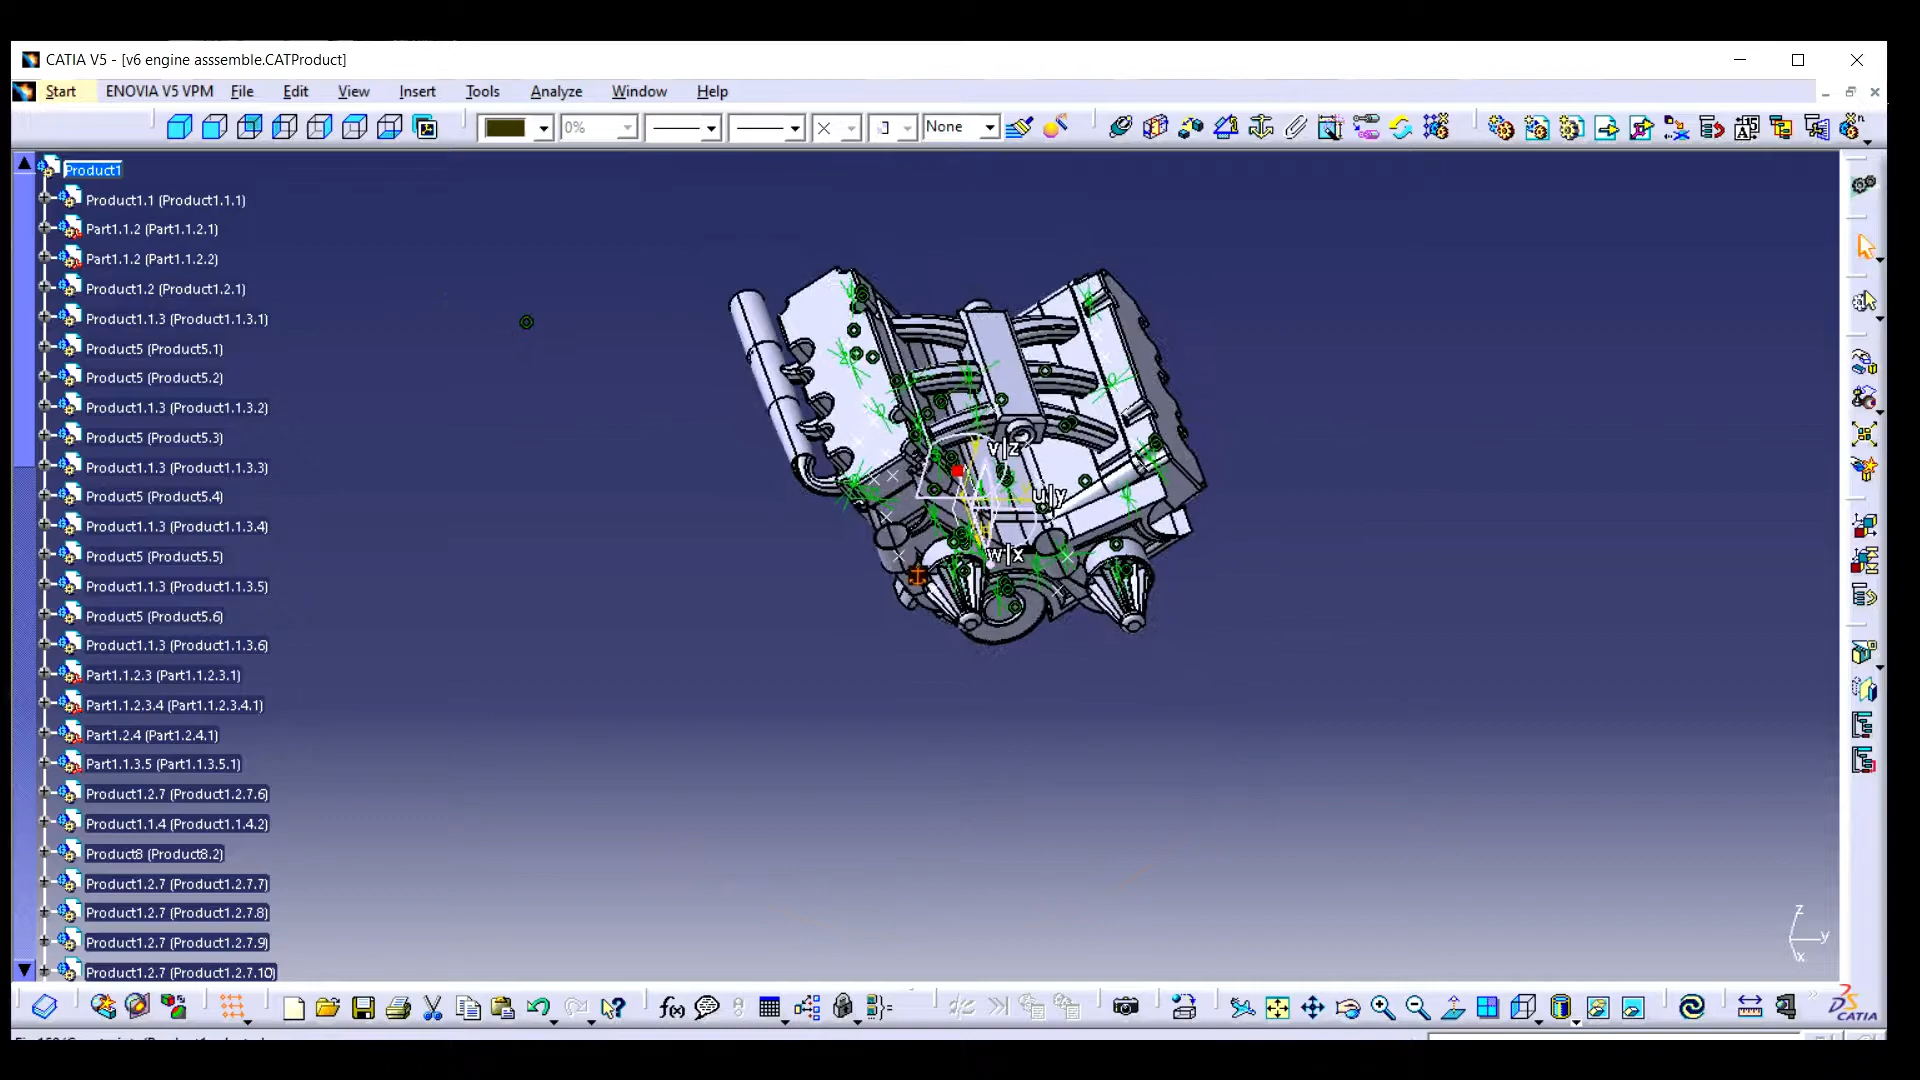 CATIA V5 - [v6 engine asssemble.CATProduct]
Start ENOVIA V5 VPM File Edit View Insert Tools Analyze Window Help
0% None
Product1
Product1.1 (Product1.1.1)
Part1.1.2 (Part1.1.2.1)
Part1.1.2 (Part1.1.2.2)
Product1.2 (Product1.2.1)
Product1.1.3 (Product1.1.3.1)
Product5 (Product5.1)
Product5 (Product5.2)
Product1.1.3 (Product1.1.3.2)
Product5 (Product5.3)
Product1.1.3 (Product1.1.3.3)
Product5 (Product5.4)
Product1.1.3 (Product1.1.3.4)
Product5 (Product5.5)
Product1.1.3 (Product1.1.3.5)
Product5 (Product5.6)
Product1.1.3 (Product1.1.3.6)
Part1.1.2.3 (Part1.1.2.3.1)
Part1.1.2.3.4 (Part1.1.2.3.4.1)
Part1.2.4 (Part1.2.4.1)
Part1.1.3.5 (Part1.1.3.5.1)
Product1.2.7 (Product1.2.7.6)
Product1.1.4 (Product1.1.4.2)
Product8 (Product8.2)
Product1.2.7 (Product1.2.7.7)
Product1.2.7 (Product1.2.7.8)
Product1.2.7 (Product1.2.7.9)
Product1.2.7 (Product1.2.7.10)
v|z
u|y
w|x
z
y
x
f(x)
CATIA